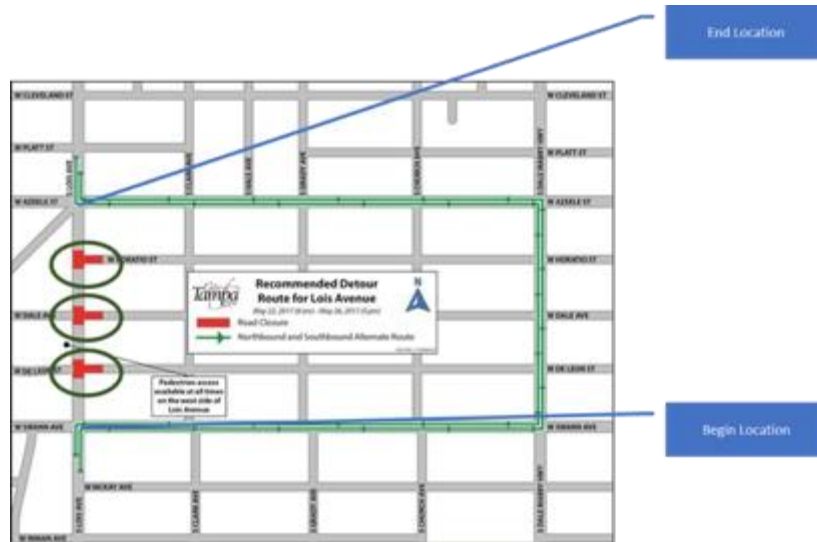 End Location
W CLEVELAND ST
W CLEVELAND ST
W PLATT ST
W PLATT ST
S LOIS AVE
S CLARK AVE
S DALE AVE
S GRADY AVE
S CHURCH AVE
S DALE MABRY HWY
W AZEELE ST
W AZEELE ST
W HORATIO ST
W HORATIO ST
Tampa
Recommended Detour
Route for Lois Avenue
N
Road Closure
Northbound and Southbound Alternate Route
W DALE AVE
W DALE AVE
W DE LEON ST
W DE LEON ST
Pedestrian access
available at all times
on the west side of
Lois Avenue
Begin Location
W SWANN AVE
W SWANN AVE
W MCKAY AVE
S LOIS AVE
S CLARK AVE
S GRADY AVE
S CHURCH AVE
S DALE MABRY HWY
W INMAN AVE